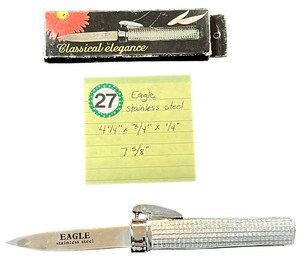 Classical elegance
27
Eagle
stainless steel
4 1/4" x 3/4" x 1/4"
7 5/8"
EAGLE
stainless steel